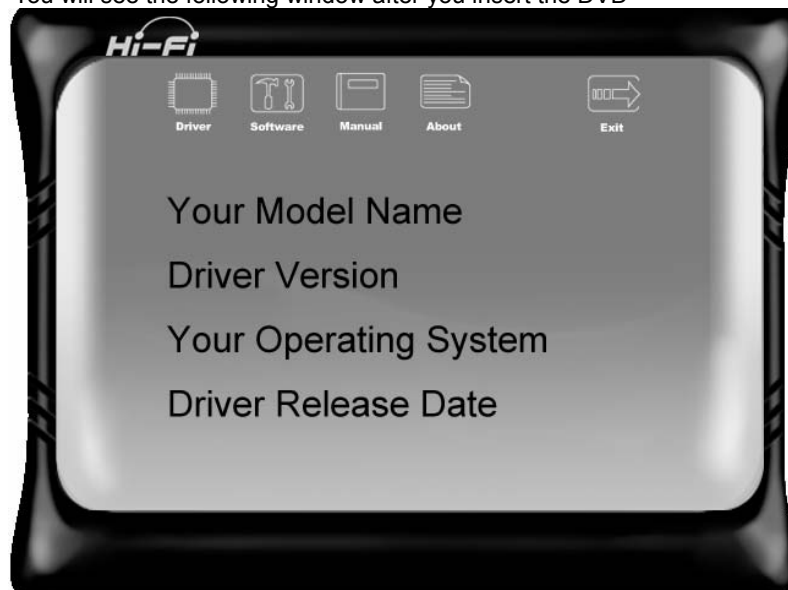 You will see the following window after you insert the DVD
Hi-Fi
Driver Software Manual About Exit
Your Model Name
Driver Version
Your Operating System
Driver Release Date